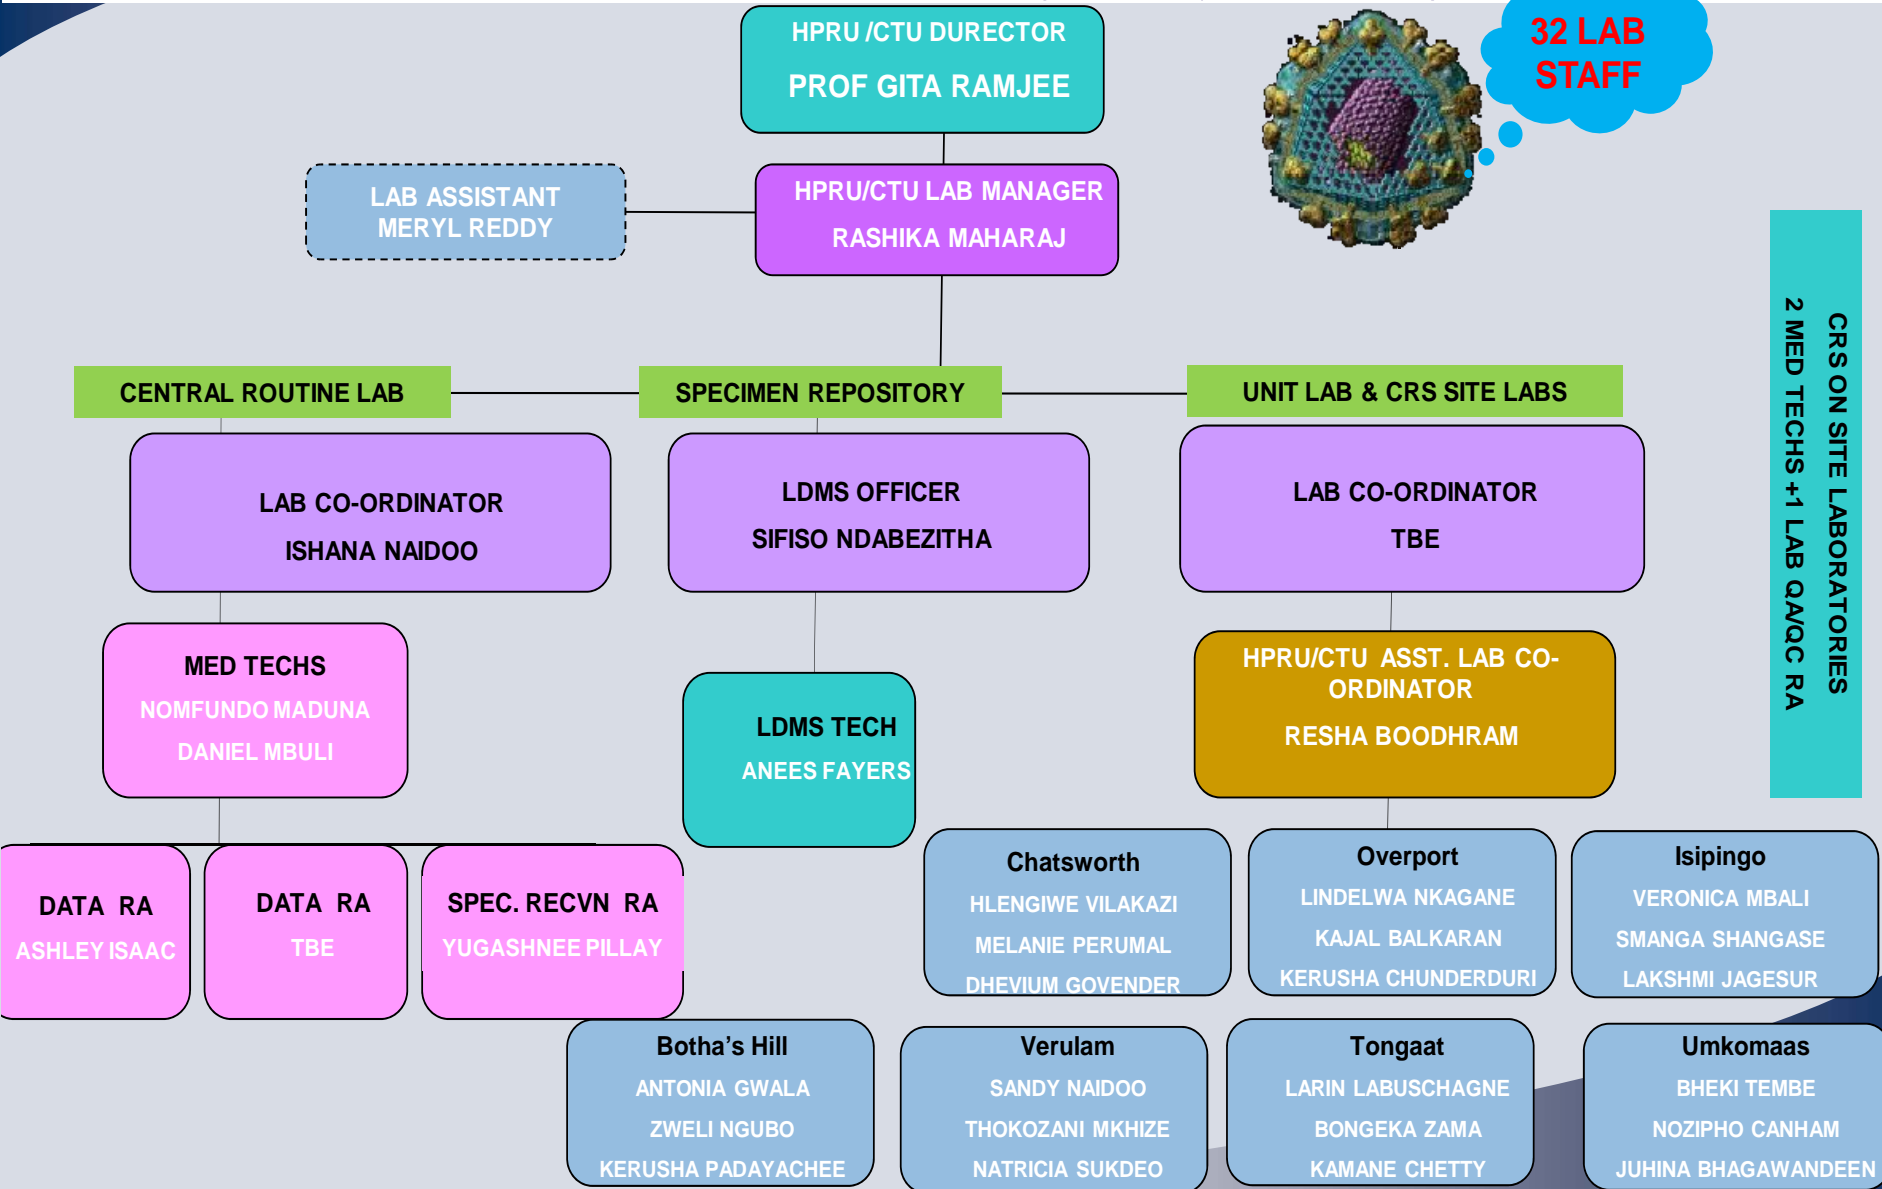 HPRU /CTU DURECTOR
PROF GITA RAMJEE
32 LAB
STAFF
LAB ASSISTANT
MERYL REDDY
HPRU/CTU LAB MANAGER
RASHIKA MAHARAJ
CRS ON SITE LABORATORIES
2 MED TECHS +1 LAB QA/QC RA
CENTRAL ROUTINE LAB
SPECIMEN REPOSITORY
UNIT LAB & CRS SITE LABS
LAB CO-ORDINATOR
ISHANA NAIDOO
LDMS OFFICER
SIFISO NDABEZITHA
LAB CO-ORDINATOR
TBE
MED TECHS
NOMFUNDO MADUNA
DANIEL MBULI
LDMS TECH
ANEES FAYERS
HPRU/CTU ASST. LAB CO-
ORDINATOR
RESHA BOODHRAM
DATA RA
ASHLEY ISAAC
DATA RA
TBE
SPEC. RECVN RA
YUGASHNEE PILLAY
Chatsworth
HLENGIWE VILAKAZI
MELANIE PERUMAL
DHEVIUM GOVENDER
Overport
LINDELWA NKAGANE
KAJAL BALKARAN
KERUSHA CHUNDERDURI
Isipingo
VERONICA MBALI
SMANGA SHANGASE
LAKSHMI JAGESUR
Botha's Hill
ANTONIA GWALA
ZWELI NGUBO
KERUSHA PADAYACHEE
Verulam
SANDY NAIDOO
THOKOZANI MKHIZE
NATRICIA SUKDEO
Tongaat
LARIN LABUSCHAGNE
BONGEKA ZAMA
KAMANE CHETTY
Umkomaas
BHEKI TEMBE
NOZIPHO CANHAM
JUHINA BHAGAWANDEEN